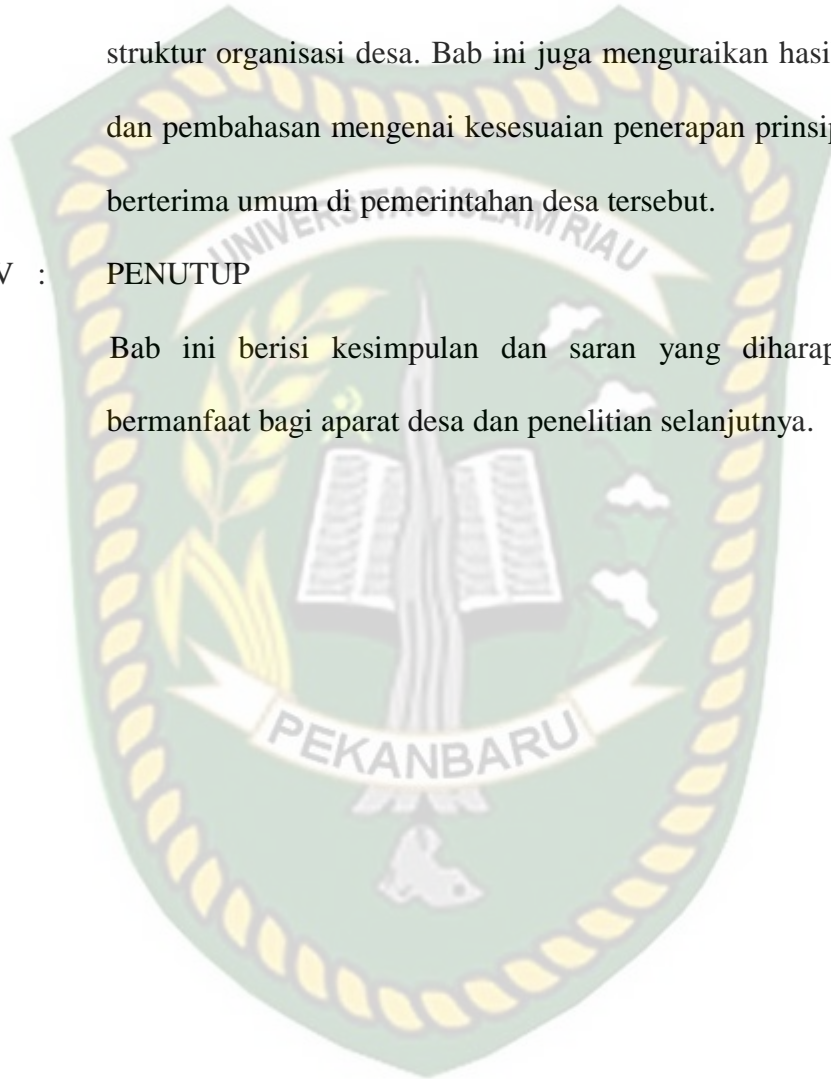 struktur organisasi desa. Bab ini juga menguraikan hasi
dan pembahasan mengenai kesesuaian penerapan prinsip
berterima umum di pemerintahan desa tersebut.
UNIVERSITAS ISLAM RIAU
V : PENUTUP
Bab ini berisi kesimpulan dan saran yang diharap
bermanfaat bagi aparat desa dan penelitian selanjutnya.
PEKANBARU